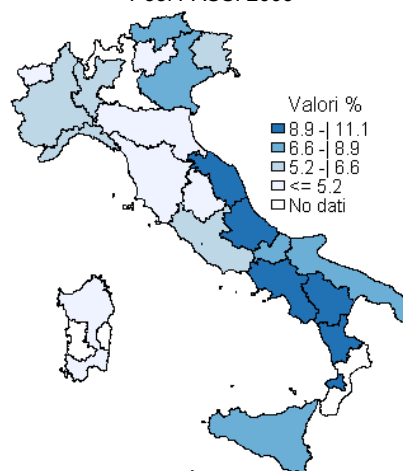 Valori %
8.9 -| 11.1
6.6 -| 8.9
5.2 -| 6.6
<= 5.2
No dati